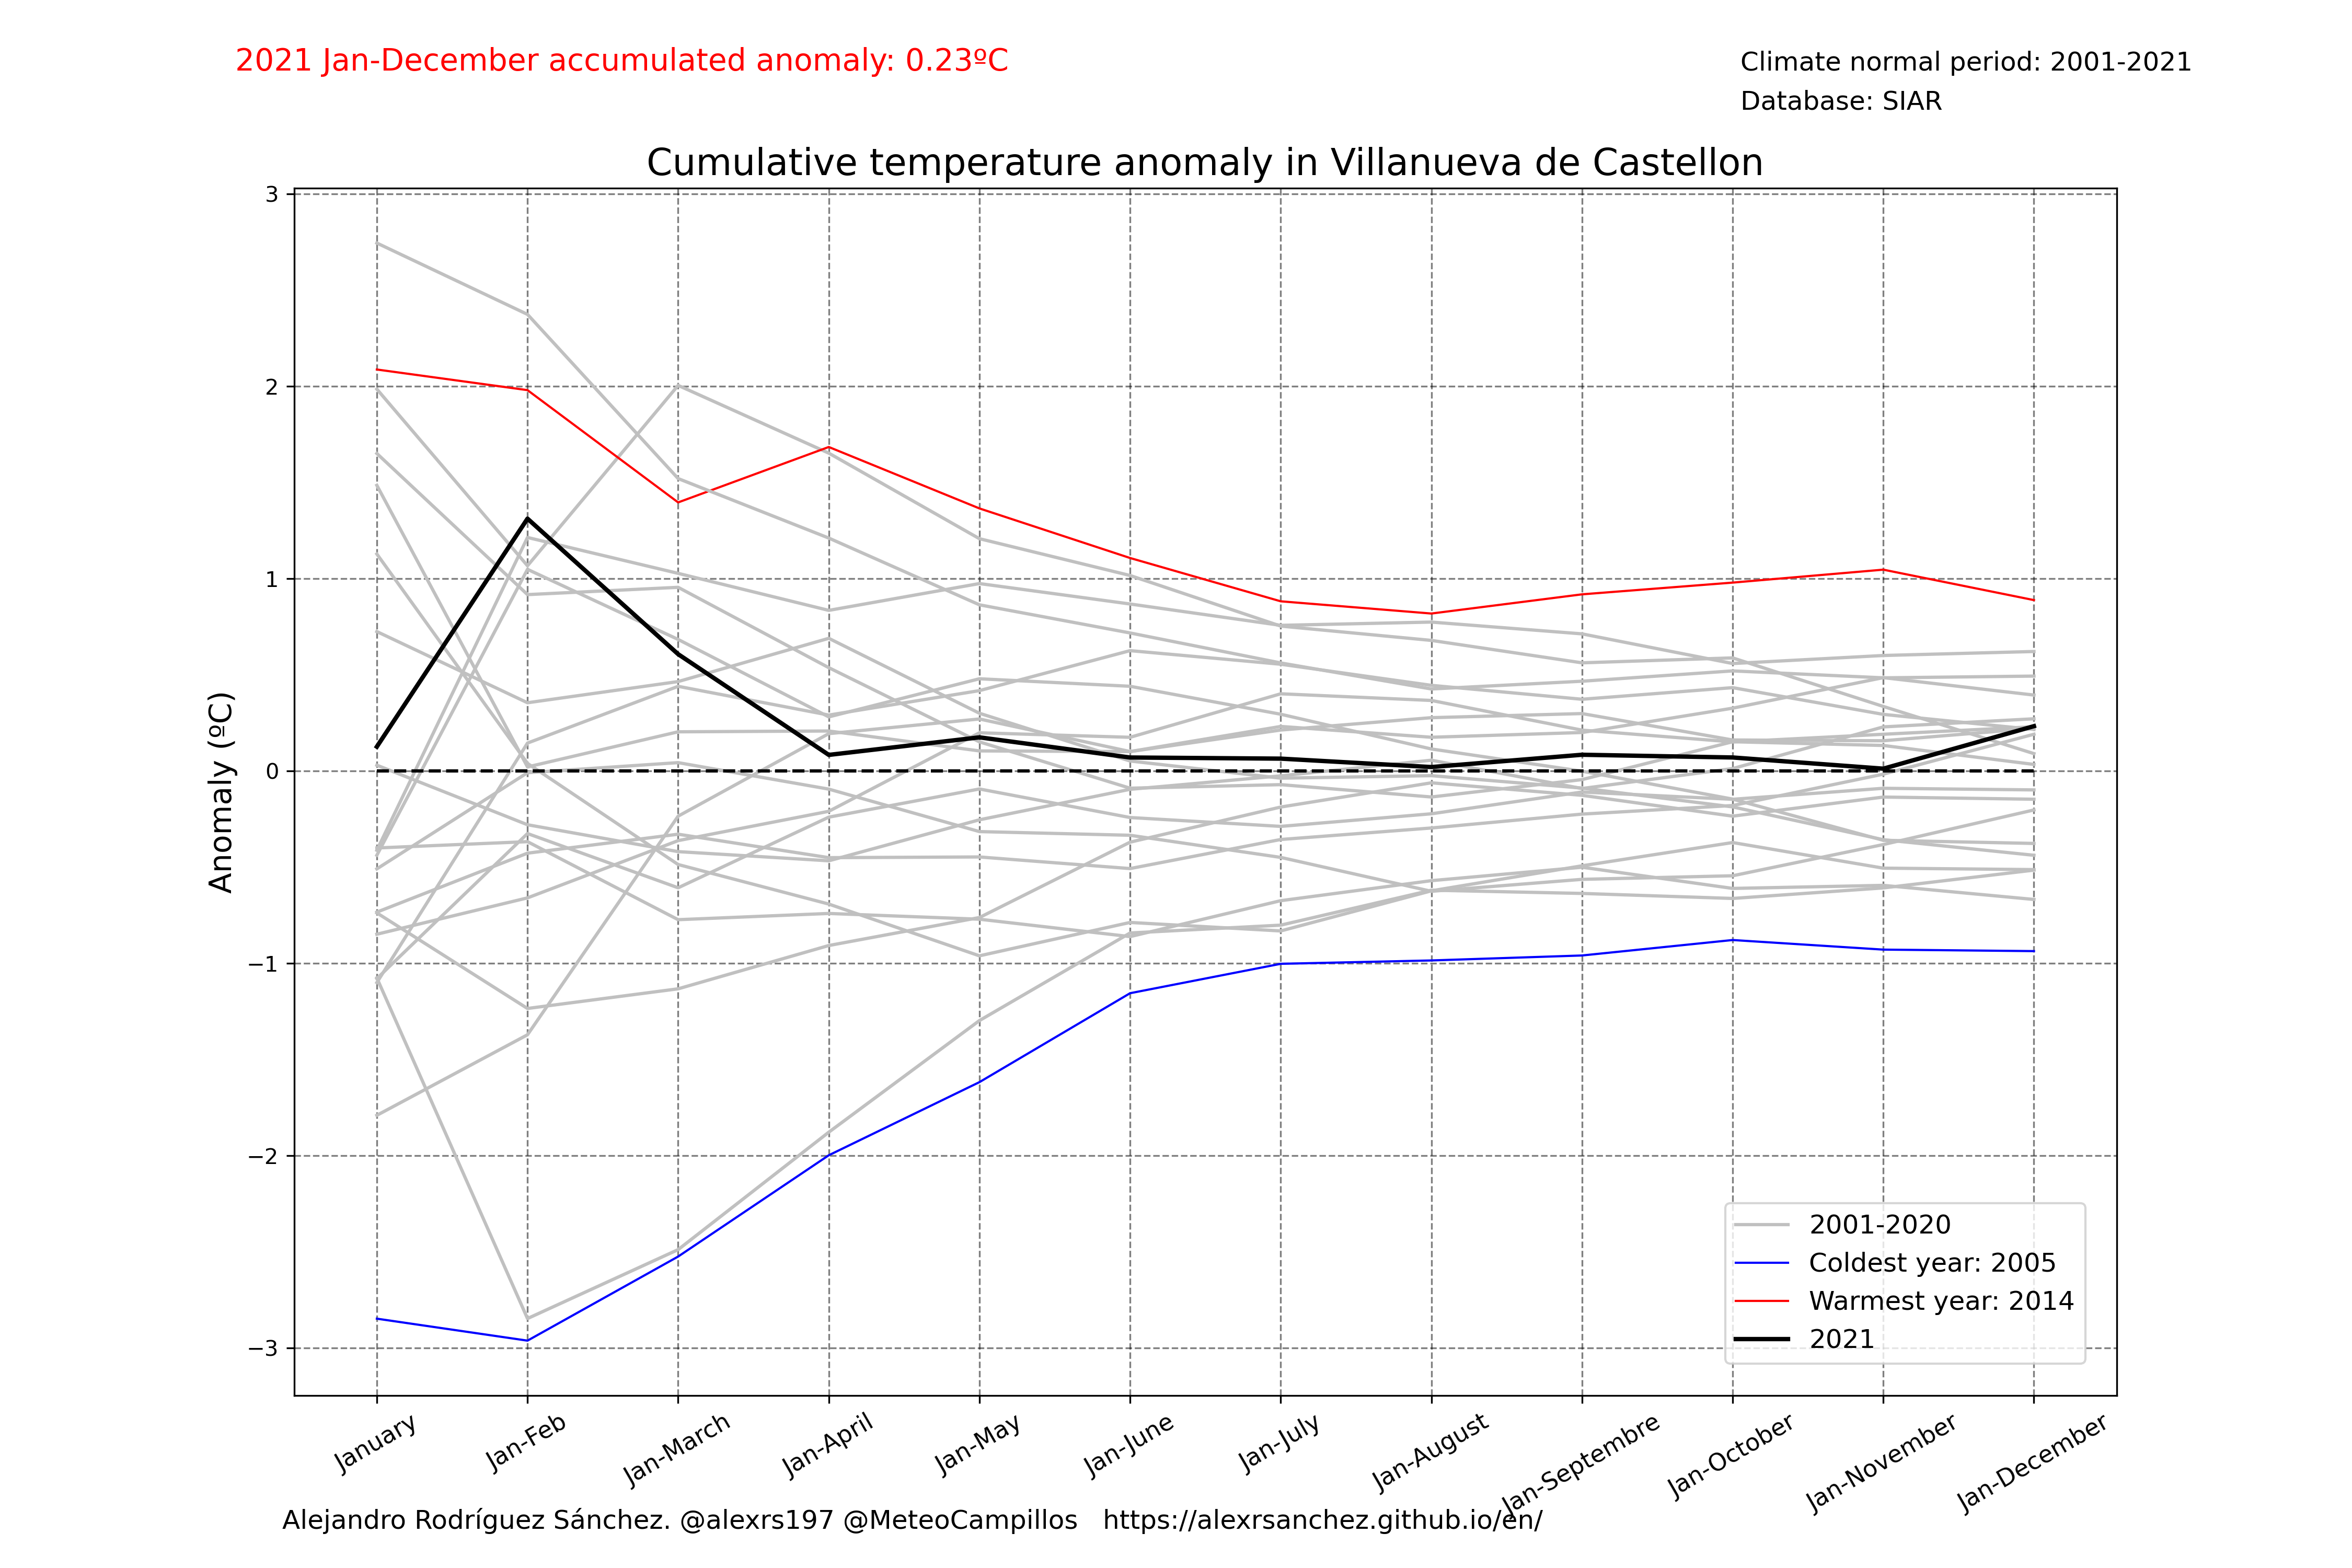 2021 Jan-December accumulated anomaly: 0.23ºC
Climate normal period: 2001-2021
Database: SIAR
Cumulative temperature anomaly in Villanueva de Castellon
Anomaly (ºC)
3
2
1
0
−1
−2
−3
2001-2020
Coldest year: 2005
Warmest year: 2014
2021
January
Jan-Feb
Jan-March
Jan-April
Jan-May
Jan-June
Jan-July
Jan-August
Jan-Septembre
Jan-October
Jan-November
Jan-December
Alejandro Rodríguez Sánchez. @alexrs197 @MeteoCampillos https://alexrsanchez.github.io/en/